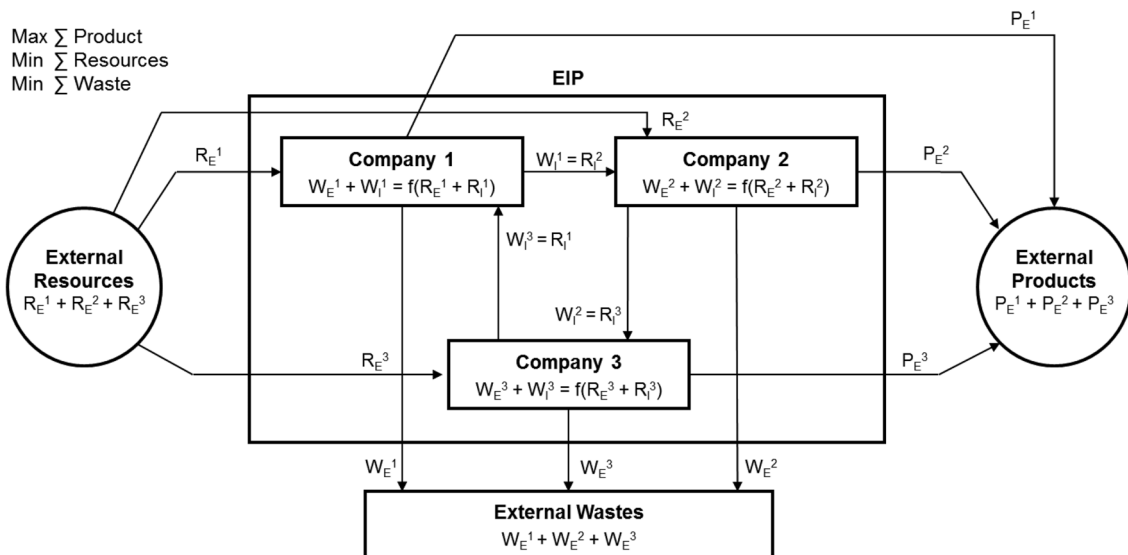 Max ∑ Product
Min ∑ Resources
Min ∑ Waste
P_E^1
EIP
R_E^2
R_E^1
Company 1
W_E^1 + W_I^1 = f(R_E^1 + R_I^1)
W_I^1 = R_I^2
Company 2
W_E^2 + W_I^2 = f(R_E^2 + R_I^2)
P_E^2
W_I^3 = R_I^1
External
Resources
R_E^1 + R_E^2 + R_E^3
External
Products
P_E^1 + P_E^2 + P_E^3
W_I^2 = R_I^3
R_E^3
Company 3
W_E^3 + W_I^3 = f(R_E^3 + R_I^3)
P_E^3
W_E^1
W_E^3
W_E^2
External Wastes
W_E^1 + W_E^2 + W_E^3